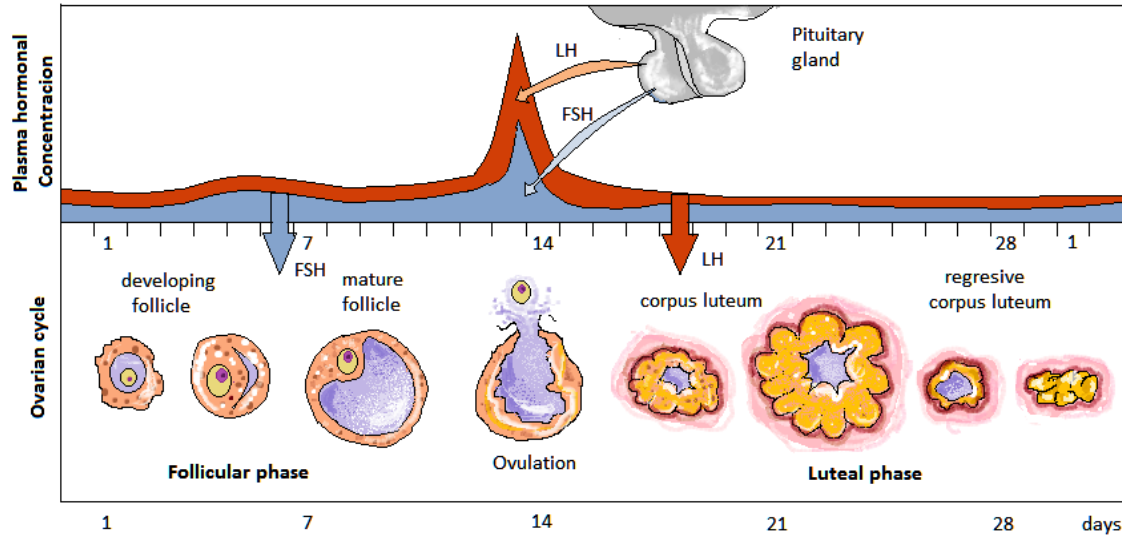 Plasma hormonal
Concentracion
LH
Pituitary
gland
FSH
1
7
14
21
28
1
FSH
LH
Ovarian cycle
developing
follicle
mature
follicle
corpus luteum
regresive
corpus luteum
Follicular phase
Ovulation
Luteal phase
1
7
14
21
28
days